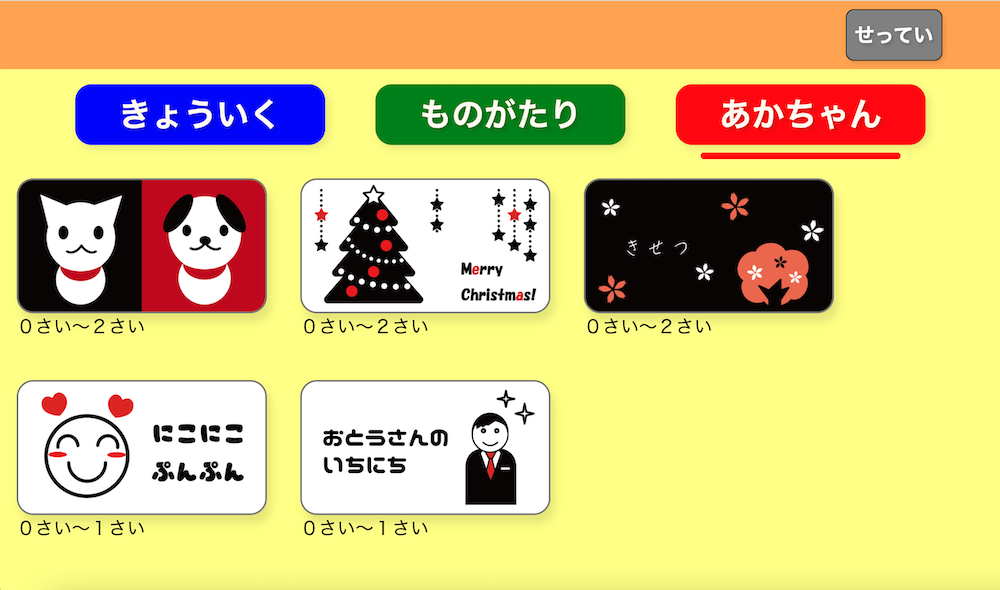 せってい
きょういく
ものがたり
あかちゃん
Merry
Christmas!
きせつ
０さい〜２さい
０さい〜２さい
０さい〜２さい
にこにこ
ぷんぷん
おとうさんの
いちにち
０さい〜１さい
０さい〜１さい